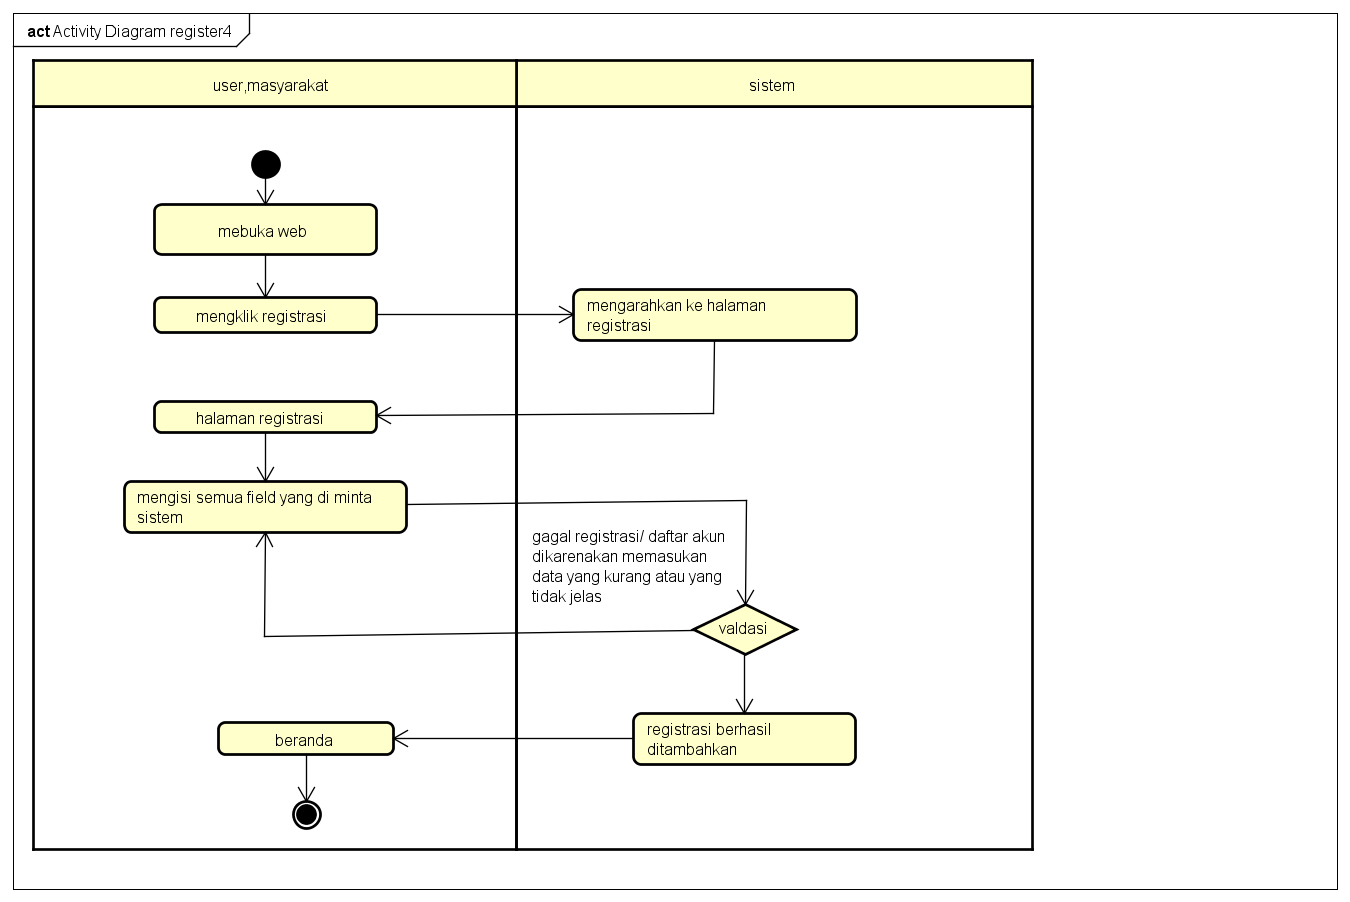 act Activity Diagram register4
user,masyarakat
sistem
mebuka web
mengklik registrasi
mengarahkan ke halaman
registrasi
halaman registrasi
mengisi semua field yang di minta
sistem
gagal registrasi/ daftar akun
dikarenakan memasukan
data yang kurang atau yang
tidak jelas
valdasi
registrasi berhasil
ditambahkan
beranda